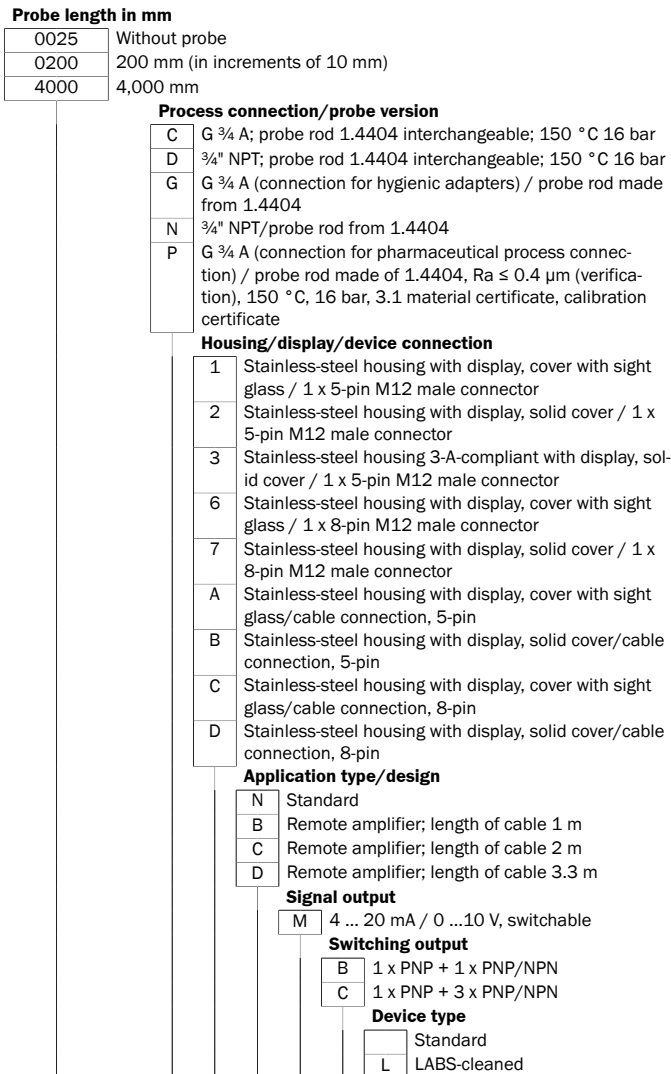 Probe length in mm
0025 Without probe
0200 200 mm (in increments of 10 mm)
4000 4,000 mm
Process connection/probe version
C G ¾ A; probe rod 1.4404 interchangeable; 150 °C 16 bar
D ¾" NPT; probe rod 1.4404 interchangeable; 150 °C 16 bar
G G ¾ A (connection for hygienic adapters) / probe rod made
from 1.4404
N ¾" NPT/probe rod from 1.4404
P G ¾ A (connection for pharmaceutical process connec-
tion) / probe rod made of 1.4404, Ra ≤ 0.4 µm (verifica-
tion), 150 °C, 16 bar, 3.1 material certificate, calibration
certificate
Housing/display/device connection
1 Stainless-steel housing with display, cover with sight
glass / 1 x 5-pin M12 male connector
2 Stainless-steel housing with display, solid cover / 1 x
5-pin M12 male connector
3 Stainless-steel housing 3-A-compliant with display, sol-
id cover / 1 x 5-pin M12 male connector
6 Stainless-steel housing with display, cover with sight
glass / 1 x 8-pin M12 male connector
7 Stainless-steel housing with display, solid cover / 1 x
8-pin M12 male connector
A Stainless-steel housing with display, cover with sight
glass/cable connection, 5-pin
B Stainless-steel housing with display, solid cover/cable
connection, 5-pin
C Stainless-steel housing with display, cover with sight
glass/cable connection, 8-pin
D Stainless-steel housing with display, solid cover/cable
connection, 8-pin
Application type/design
N Standard
B Remote amplifier; length of cable 1 m
C Remote amplifier; length of cable 2 m
D Remote amplifier; length of cable 3.3 m
Signal output
M 4 ... 20 mA / 0 ...10 V, switchable
Switching output
B 1 x PNP + 1 x PNP/NPN
C 1 x PNP + 3 x PNP/NPN
Device type
Standard
L LABS-cleaned